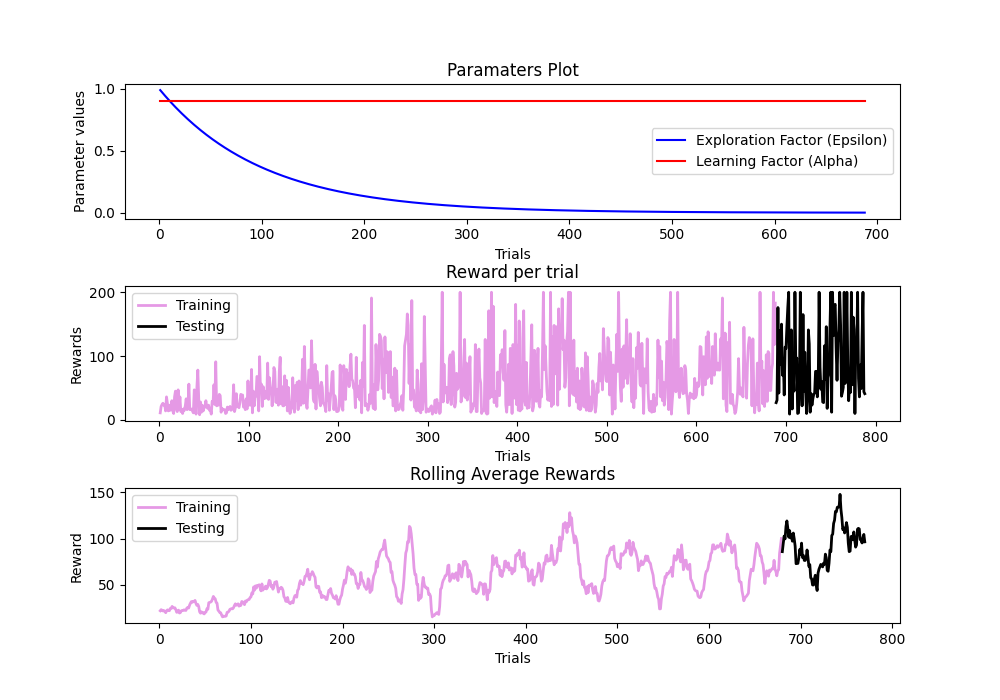 Paramaters Plot
1.0
0.5
0.0
Parameter values
Exploration Factor (Epsilon)
Learning Factor (Alpha)
0 100 200 300 400 500 600 700
Trials
Reward per trial
200
100
0
Rewards
Training
Testing
0 100 200 300 400 500 600 700 800
Trials
Rolling Average Rewards
150
100
50
Reward
Training
Testing
0 100 200 300 400 500 600 700 800
Trials